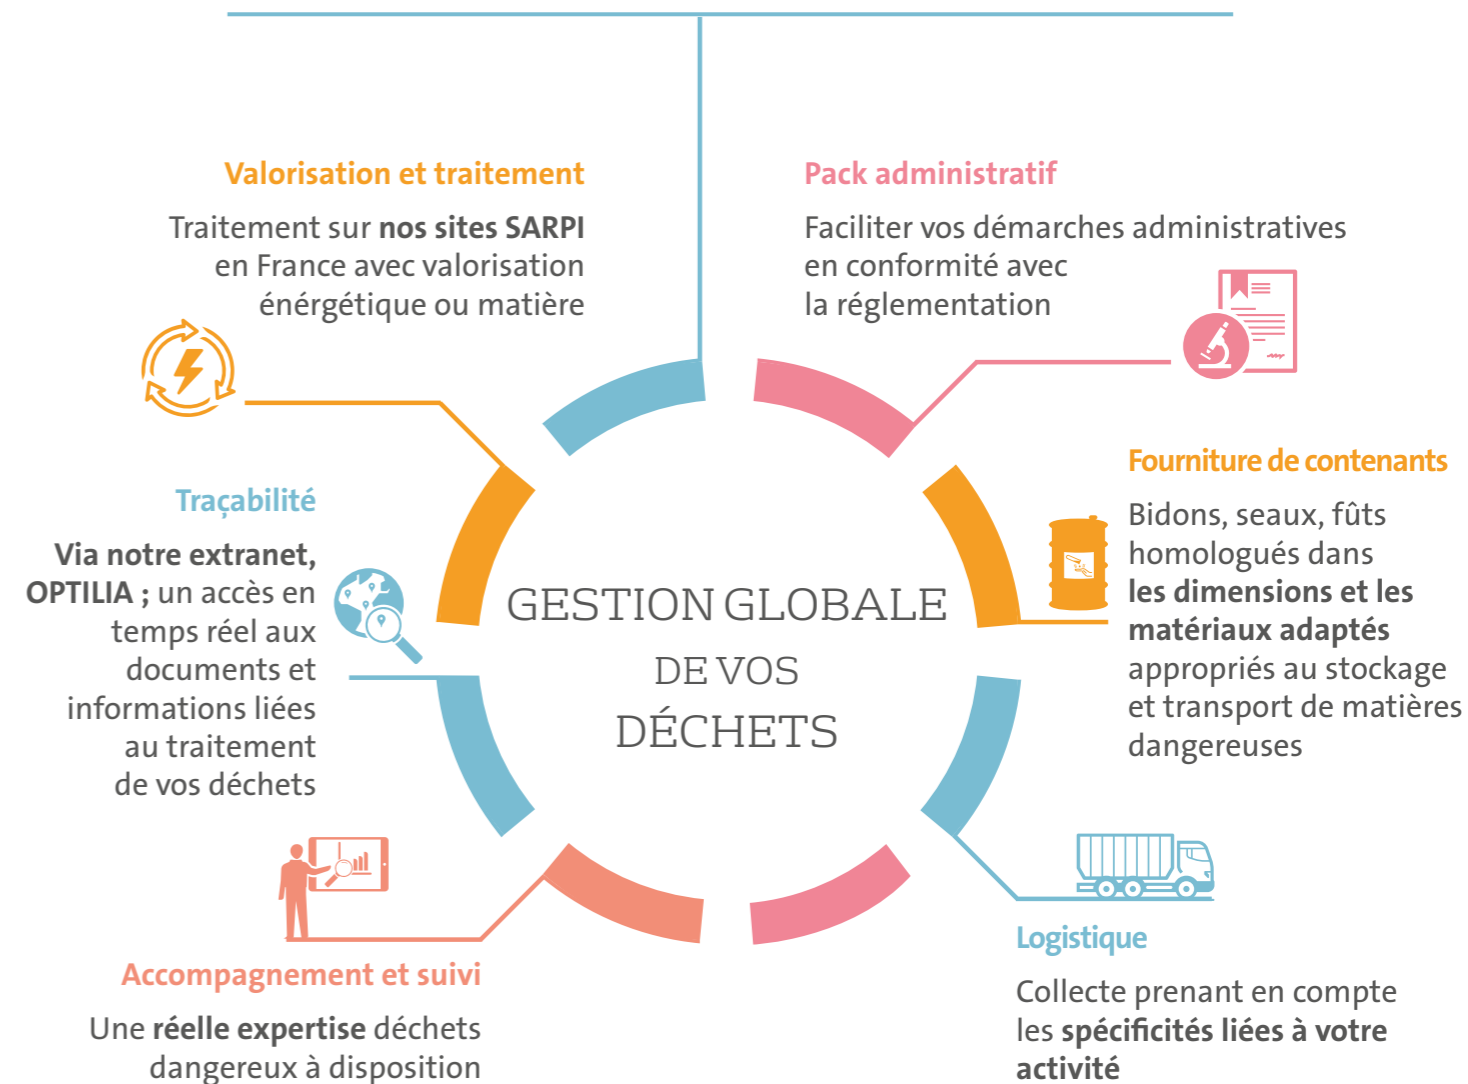 Valorisation et traitement
Traitement sur nos sites SARPI
en France avec valorisation
énérgétique ou matière
Pack administratif
Faciliter vos démarches administratives
en conformité avec
la réglementation
Fourniture de contenants
Bidons, seaux, fûts
homologués dans
les dimensions et les
matériaux adaptés
appropriés au stockage
et transport de matières
dangereuses
Traçabilité
Via notre extranet,
OPTILIA ; un accès en
temps réel aux
documents et
informations liées
au traitement
de vos déchets
GESTION GLOBALE
DE VOS
DÉCHETS
Logistique
Collecte prenant en compte
les spécificités liées à votre
activité
Accompagnement et suivi
Une réelle expertise déchets
dangereux à disposition